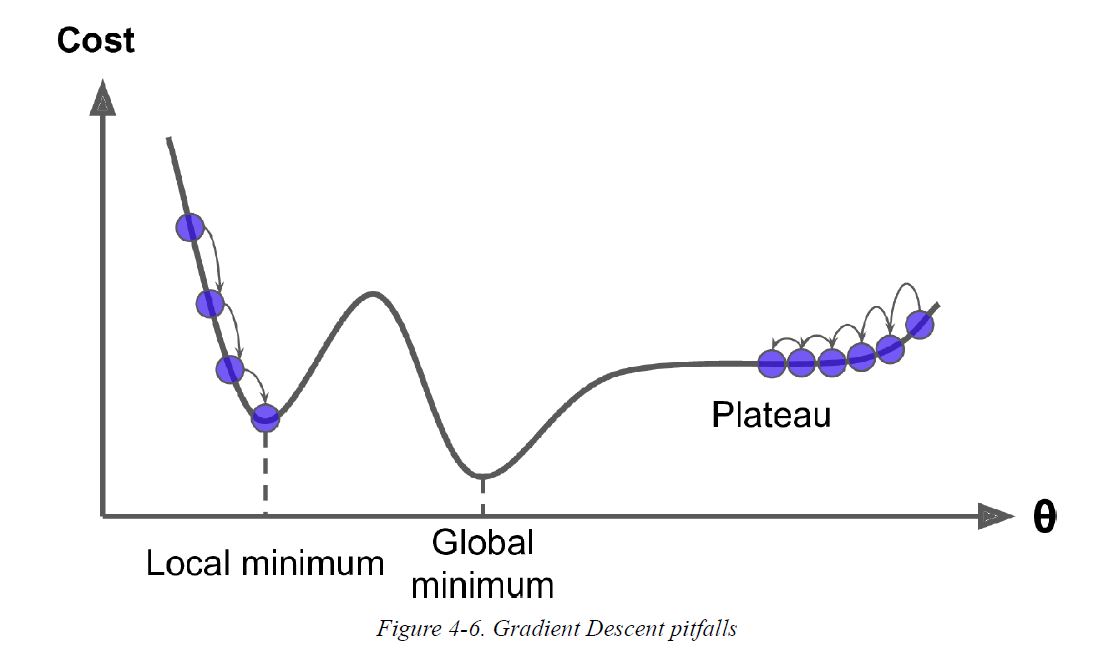 Cost
Plateau
θ
Local minimum
Global
minimum
Figure 4-6. Gradient Descent pitfalls